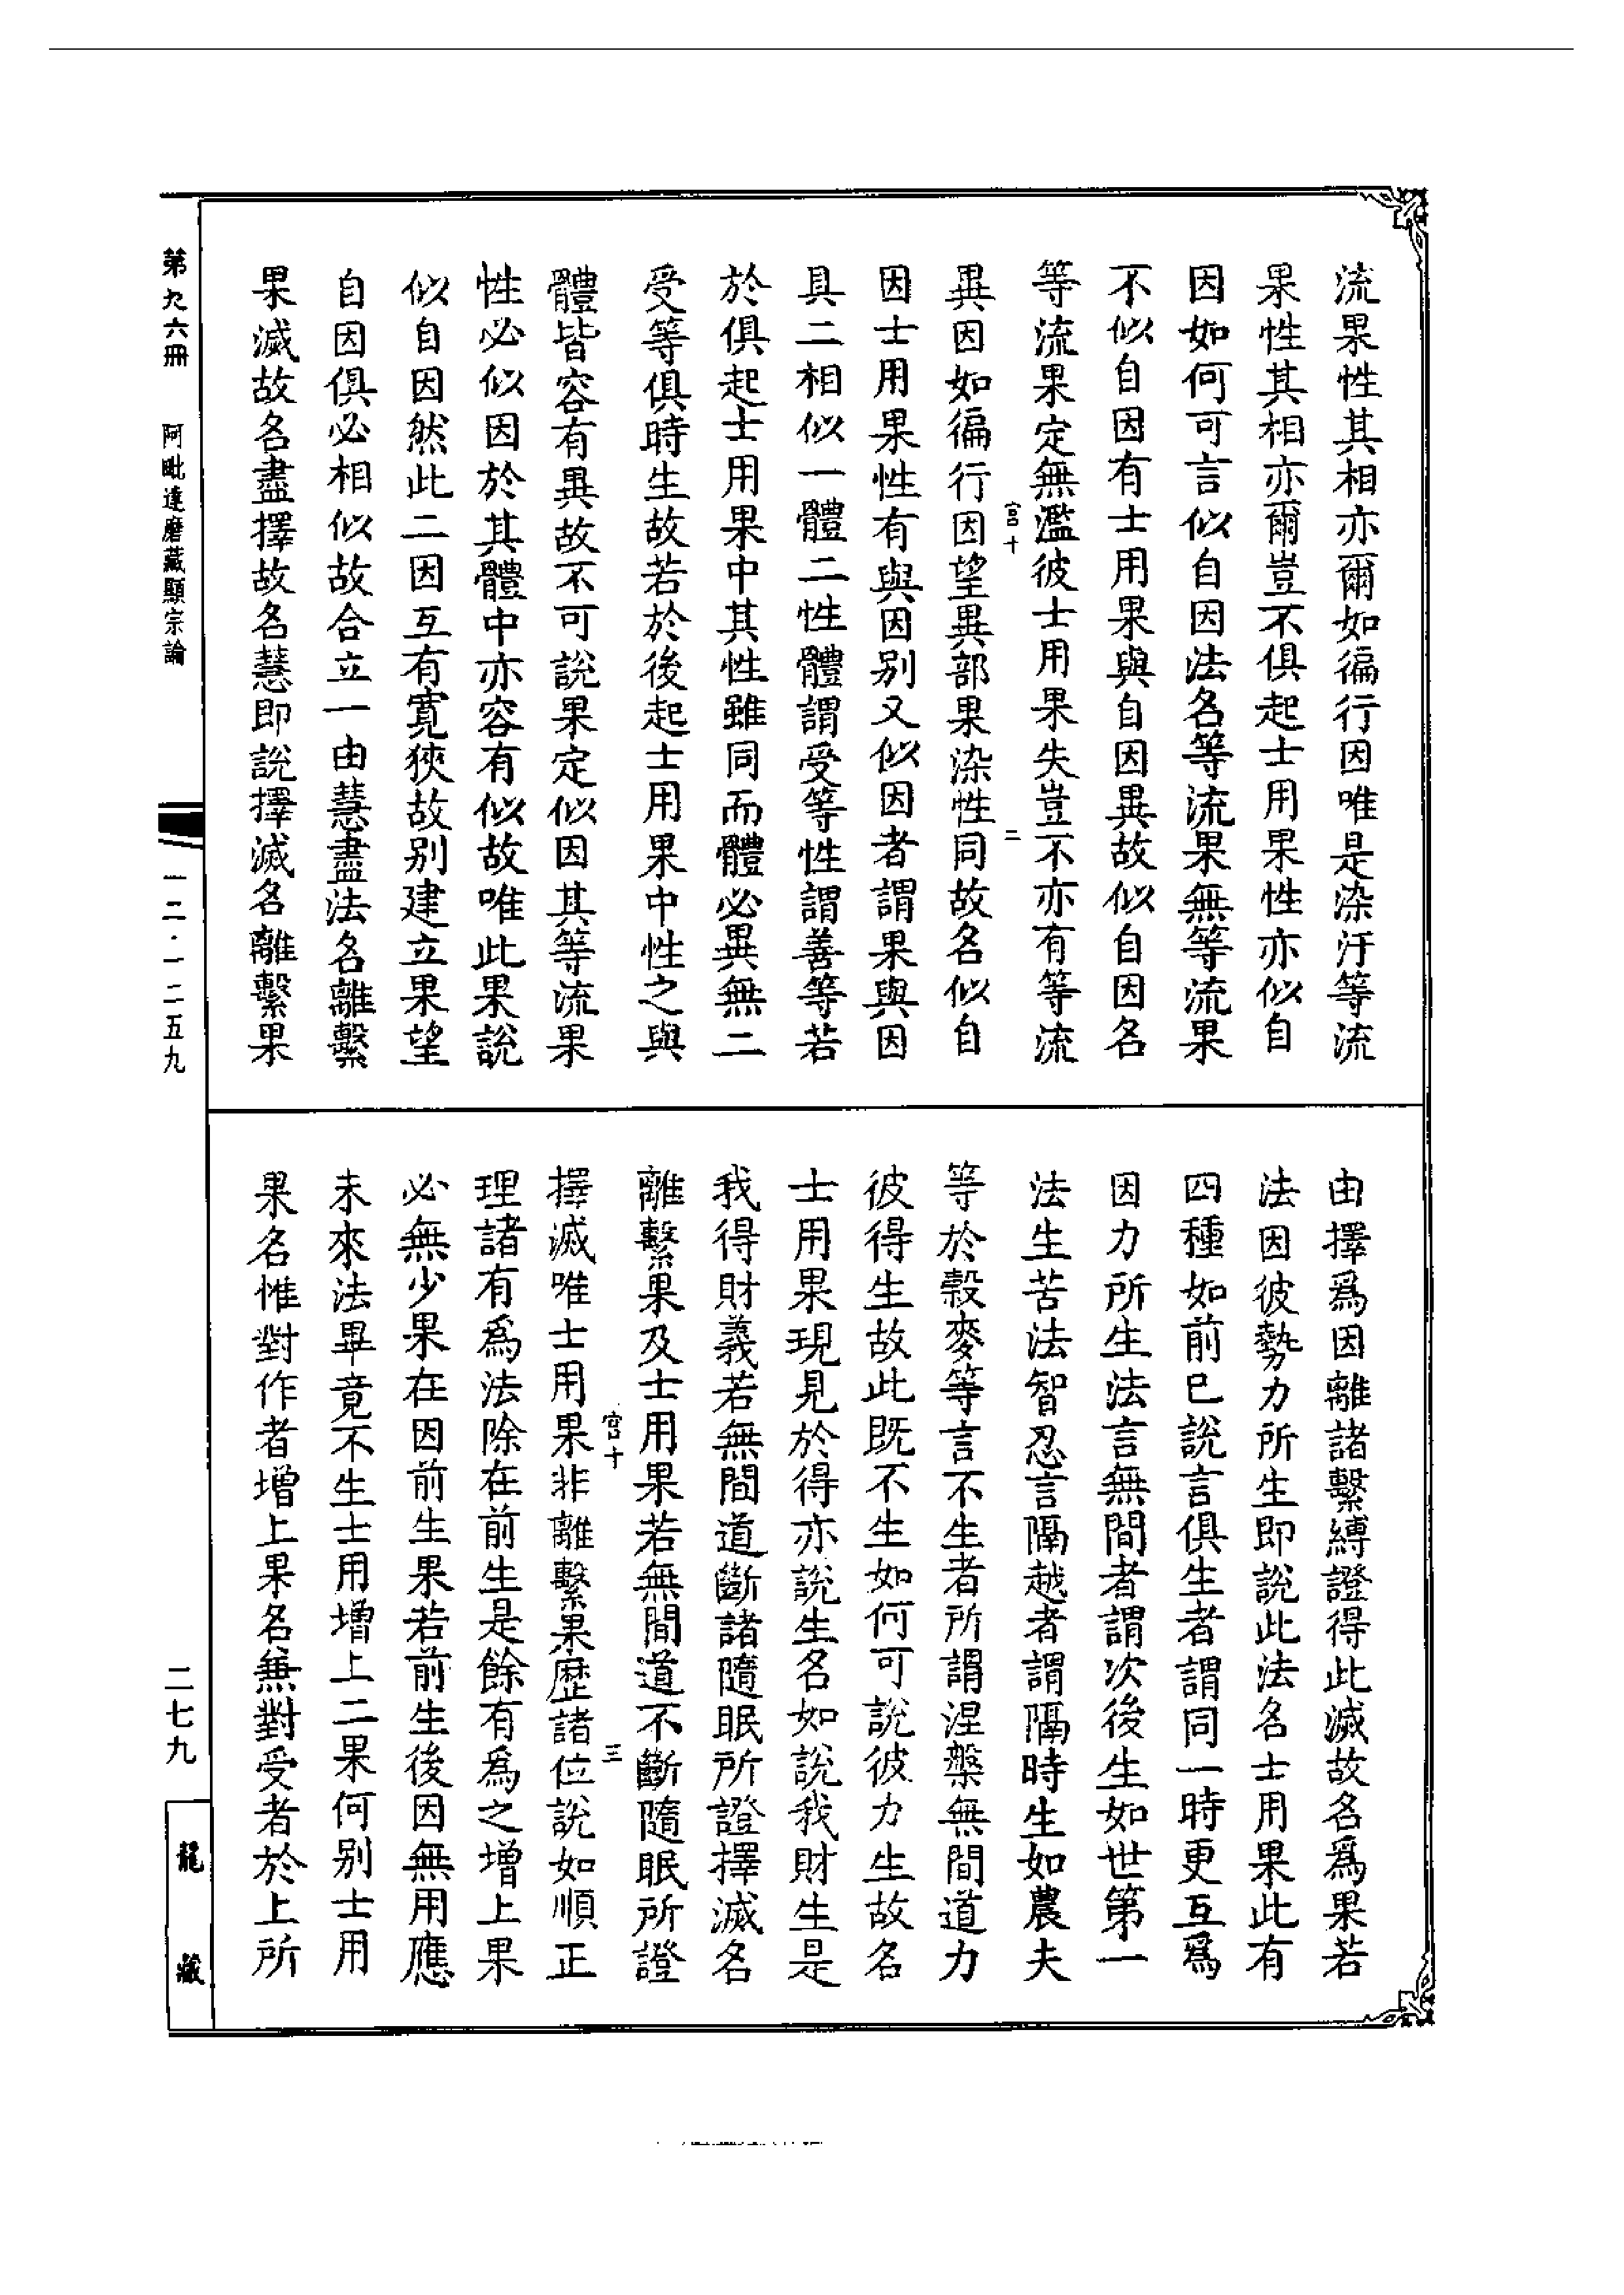 流果性其相亦爾如徧行因唯是染汙等流
果性其相亦爾豈不俱起士用果性亦似自
因如何可言似自因法名等流果無等流果
不似自因有士用果與自因異故似自因名
等流果定無濫彼士用果失豈不亦有等流
宮十
二
異因如徧行因望異部果染性同故名似自
因士用果性有與因别又似因者謂果與因
具二相似一體二性體謂受等性謂善等若
於俱起士用果中其性雖同而體必異無二
受等俱時生故若於後起士用果中性之與
體皆容有異故不可說果定似因其等流果
性必似因於其體中亦容有似故唯此果說
似自因然此二因互有寬狹故别建立果望
自因俱必相似故合立一由慧盡法名離繫
果滅故名盡擇故名慧即說擇滅名離繫果
由擇爲因離諸繫縛證得此滅故名爲果若
法因彼勢力所生即說此法名士用果此有
四種如前已說言俱生者謂同一時更互爲
因力所生法言無間者謂次後生如世第一
法生苦法智忍言隔越者謂隔時生如農夫
等於穀麥等言不生者所謂涅槃無間道力
彼得生故此既不生如何可說彼力生故名
士用果現見於得亦說生名如說我財生是
我得財義若無間道斷諸隨眠所證擇滅名
離繫果及士用果若無間道不斷隨眠所證
宮十
三
擇滅唯士用果非離繫果歷諸位說如順正
理諸有爲法除在前生是餘有爲之增上果
必無少果在因前生果若前生後因無用應
未來法畢竟不生士用增上二果何别士用
果名惟對作者增上果名兼對受者於上所
第九六冊
阿毗達磨藏顯宗論
一二·一二五九
二七九
龍藏